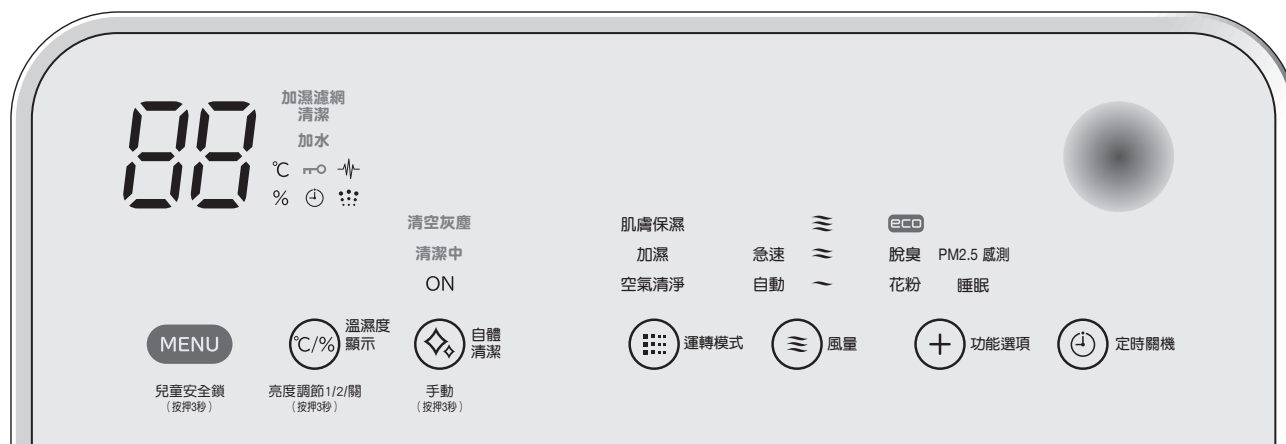 88
加濕濾網
清潔
加水
℃
%
清空灰塵
清潔中
ON
肌膚保濕
加濕
空氣清淨
急速
自動
eco
脫臭 PM2.5 感測
花粉 睡眠
MENU
兒童安全鎖
（按押3秒）
℃/%
溫濕度
顯示
亮度調節1/2/關
（按押3秒）
自體
清潔
手動
（按押3秒）
運轉模式
風量
功能選項
定時關機